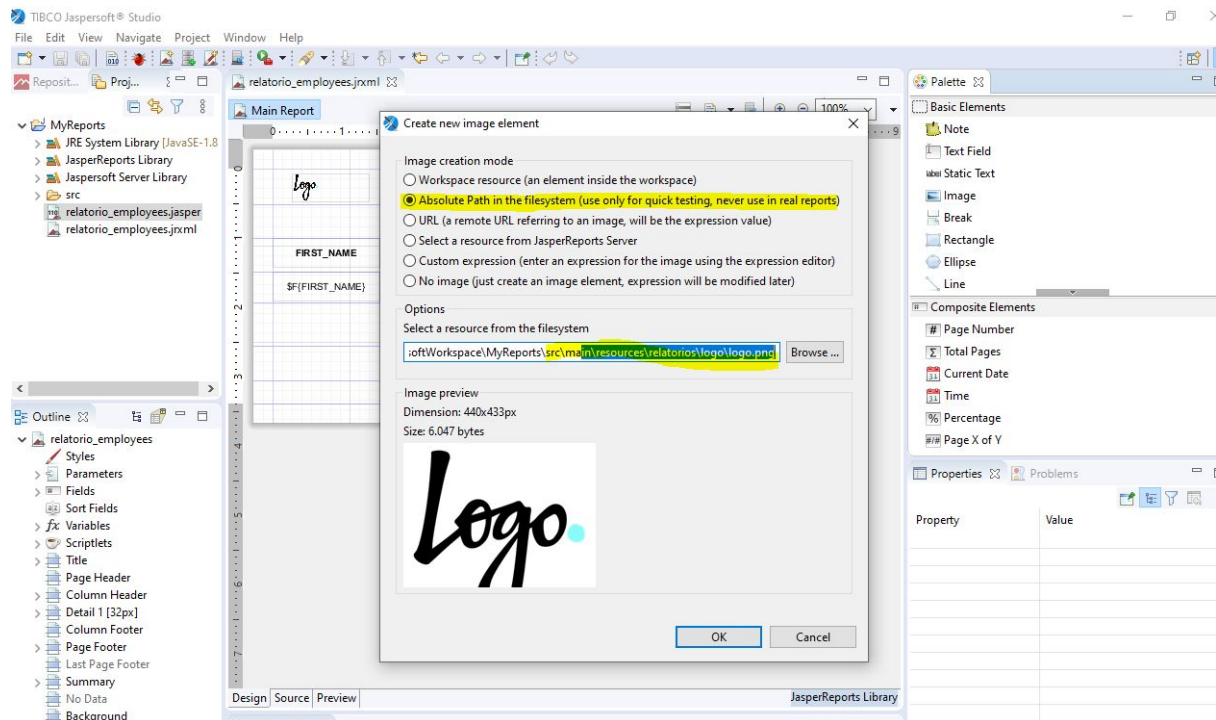 TIBCO Jaspersoft® Studio
File Edit View Navigate Project Window Help
Reposit... Proj...
MyReports
JRE System Library [JavaSE-1.8
JasperReports Library
Jaspersoft Server Library
src
relatorio_employees.jasper
relatorio_employees.jrxml
Outline
relatorio_employees
Styles
Parameters
Fields
Sort Fields
fx Variables
Scriptlets
Title
Page Header
Column Header
Detail 1 [32px]
Column Footer
Page Footer
Last Page Footer
Summary
No Data
Background
relatorio_employees.jrxml
Main Report
100%
Logo
FIRST_NAME
$F{FIRST_NAME}
Design Source Preview
JasperReports Library
Create new image element
Image creation mode
Workspace resource (an element inside the workspace)
Absolute Path in the filesystem (use only for quick testing, never use in real reports)
URL (a remote URL referring to an image, will be the expression value)
Select a resource from JasperReports Server
Custom expression (enter an expression for the image using the expression editor)
No image (just create an image element, expression will be modified later)
Options
Select a resource from the filesystem
oftWorkspace\MyReports\src\main\resources\relatorios\logo\logo.png
Browse ...
Image preview
Dimension: 440x433px
Size: 6.047 bytes
Logo.
OK Cancel
Palette
Basic Elements
Note
Text Field
label Static Text
Image
Break
Rectangle
Ellipse
Line
Composite Elements
# Page Number
Σ Total Pages
Current Date
Time
% Percentage
#/# Page X of Y
Properties Problems
Property Value